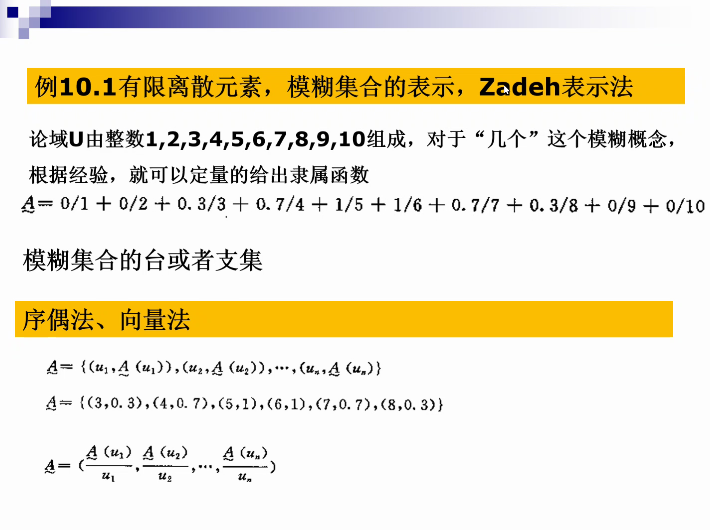 例10.1有限离散元素，模糊集合的表示，Zadeh表示法
论域U由整数1,2,3,4,5,6,7,8,9,10组成，对于“几个”这个模糊概念，
根据经验，就可以定量的给出隶属函数
A̰= 0/1 + 0/2 + 0.3/3 + 0.7/4 + 1/5 + 1/6 + 0.7/7 + 0.3/8 + 0/9 + 0/10
模糊集合的台或者支集
序偶法、向量法
A̰= {(u₁,A̰(u₁)),(u₂,A̰(u₂)),⋯,(uₙ,A̰(uₙ)}
A̰= {(3,0.3),(4,0.7),(5,1),(6,1),(7,0.7),(8,0.3)}
A̰= (A̰(u₁)/u₁, A̰(u₂)/u₂, ⋯, A̰(uₙ)/uₙ)